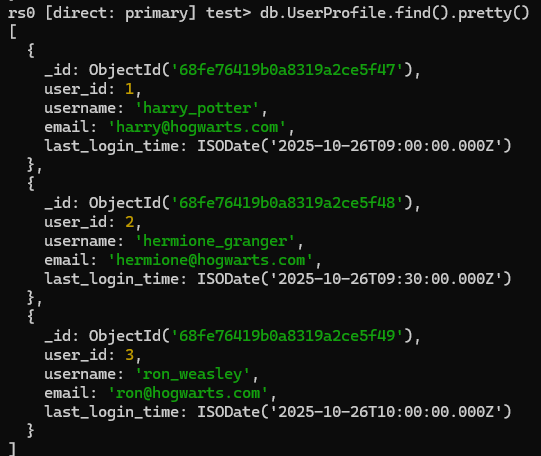 rs0 [direct: primary] test> db.UserProfile.find().pretty()
[
  {
    _id: ObjectId('68fe76419b0a8319a2ce5f47'),
    user_id: 1,
    username: 'harry_potter',
    email: 'harry@hogwarts.com',
    last_login_time: ISODate('2025-10-26T09:00:00.000Z')
  },
  {
    _id: ObjectId('68fe76419b0a8319a2ce5f48'),
    user_id: 2,
    username: 'hermione_granger',
    email: 'hermione@hogwarts.com',
    last_login_time: ISODate('2025-10-26T09:30:00.000Z')
  },
  {
    _id: ObjectId('68fe76419b0a8319a2ce5f49'),
    user_id: 3,
    username: 'ron_weasley',
    email: 'ron@hogwarts.com',
    last_login_time: ISODate('2025-10-26T10:00:00.000Z')
  }
]